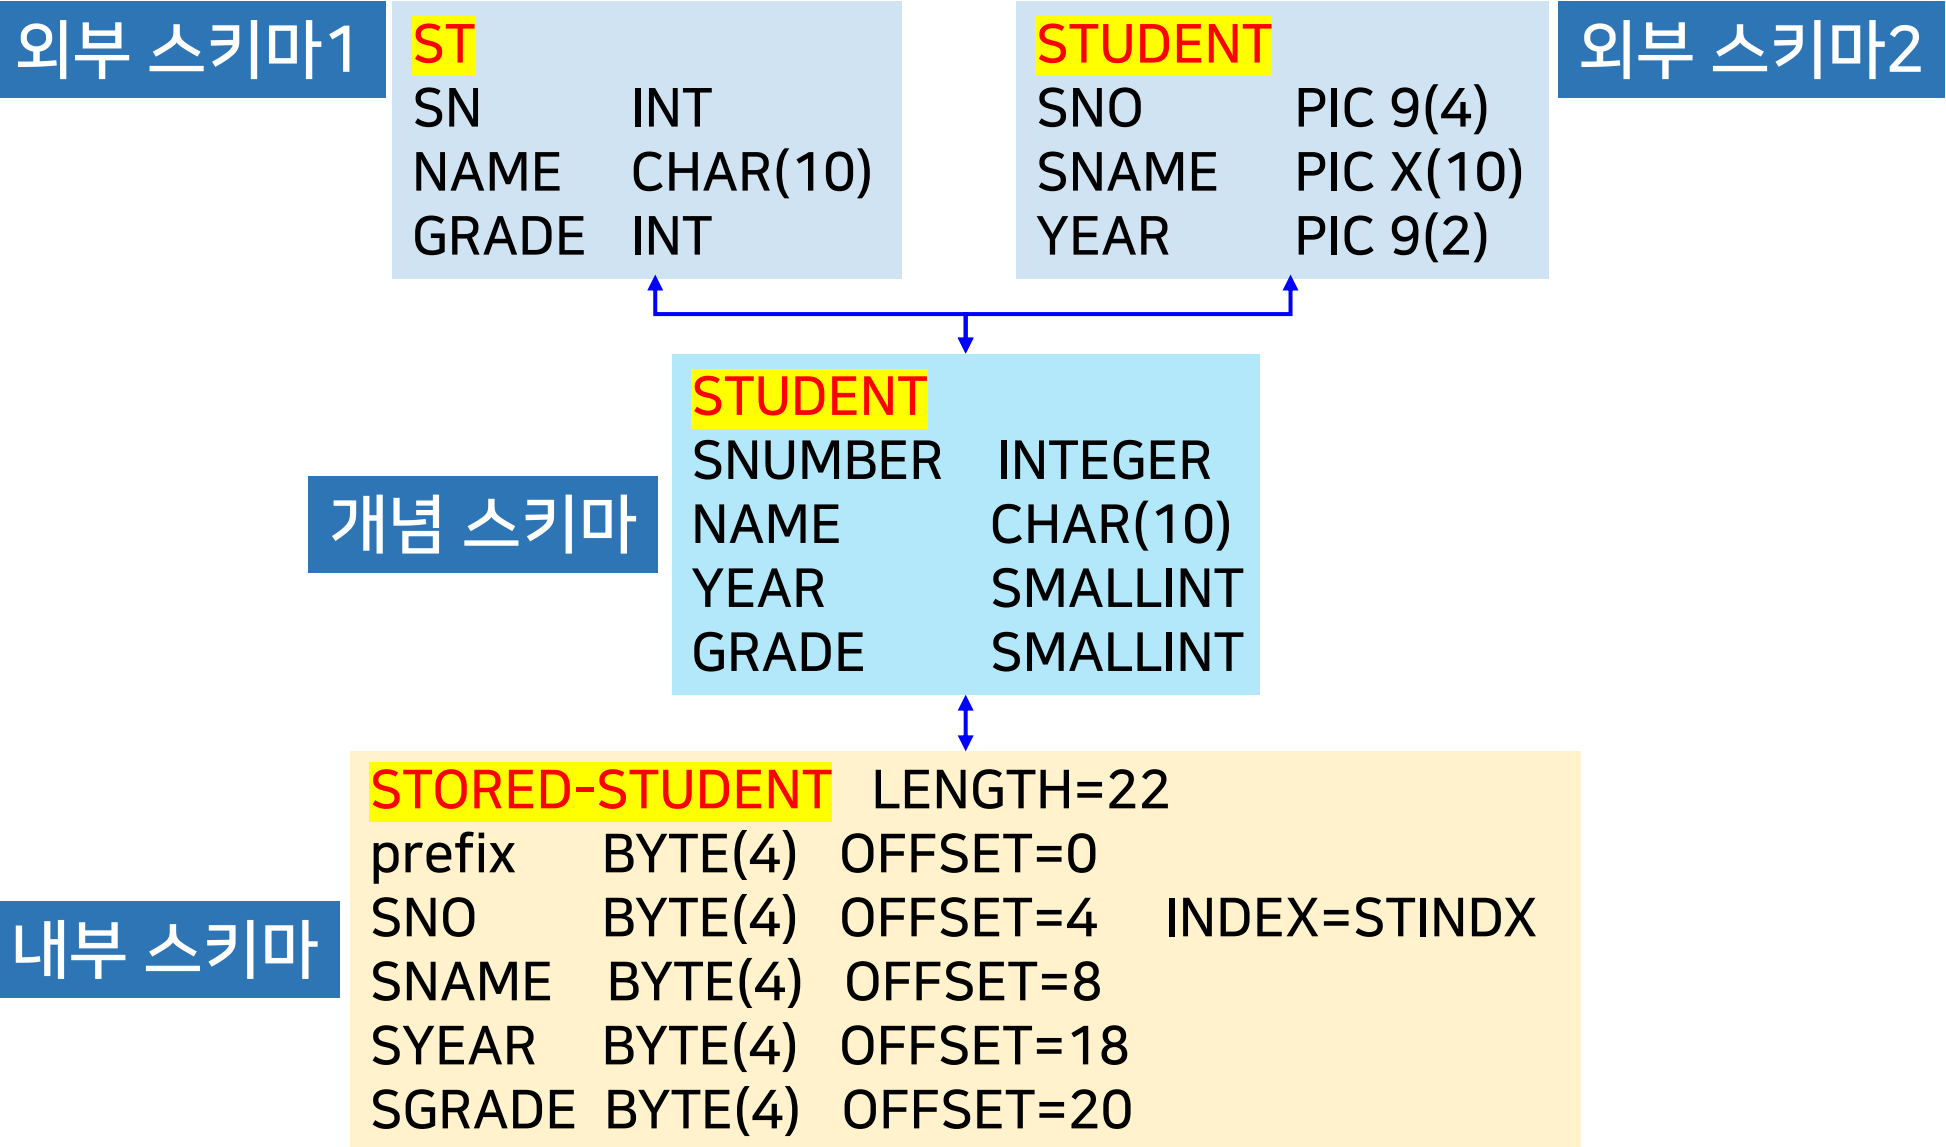 외부 스키마1
ST
SN INT
NAME CHAR(10)
GRADE INT
STUDENT
SNO PIC 9(4)
SNAME PIC X(10)
YEAR PIC 9(2)
외부 스키마2
개념 스키마
STUDENT
SNUMBER INTEGER
NAME CHAR(10)
YEAR SMALLINT
GRADE SMALLINT
내부 스키마
STORED-STUDENT LENGTH=22
prefix BYTE(4) OFFSET=0
SNO BYTE(4) OFFSET=4 INDEX=STINDX
SNAME BYTE(4) OFFSET=8
SYEAR BYTE(4) OFFSET=18
SGRADE BYTE(4) OFFSET=20